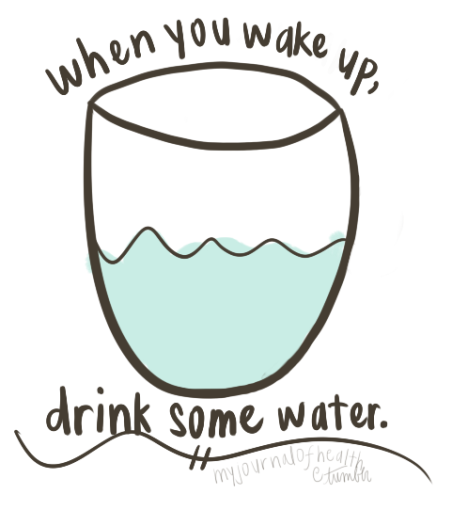 when you wake up,
drink some water.
myjournalofhealth
@tumblr